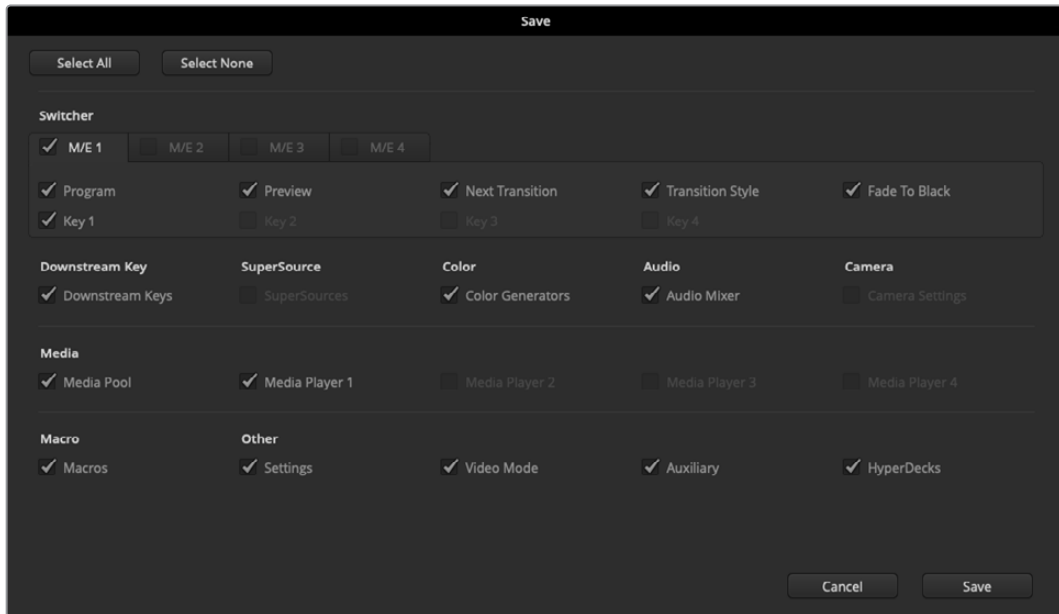 Save
Select All Select None
Switcher
M/E 1 M/E 2 M/E 3 M/E 4
Program Preview Next Transition Transition Style Fade To Black
Key 1 Key 2 Key 3 Key 4
Downstream Key SuperSource Color Audio Camera
Downstream Keys SuperSources Color Generators Audio Mixer Camera Settings
Media
Media Pool Media Player 1 Media Player 2 Media Player 3 Media Player 4
Macro Other
Macros Settings Video Mode Auxiliary HyperDecks
Cancel Save